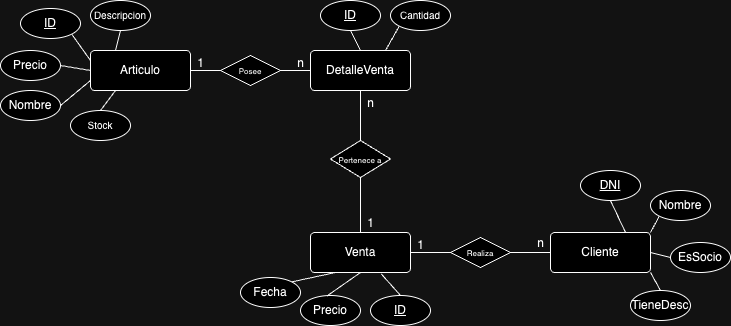 ID
Descripcion
ID
Cantidad
Precio
Articulo
1
Posee
n
DetalleVenta
Nombre
Stock
n
Pertenece a
1
DNI
Nombre
Venta
1
Realiza
n
Cliente
EsSocio
Fecha
Precio
ID
TieneDesc